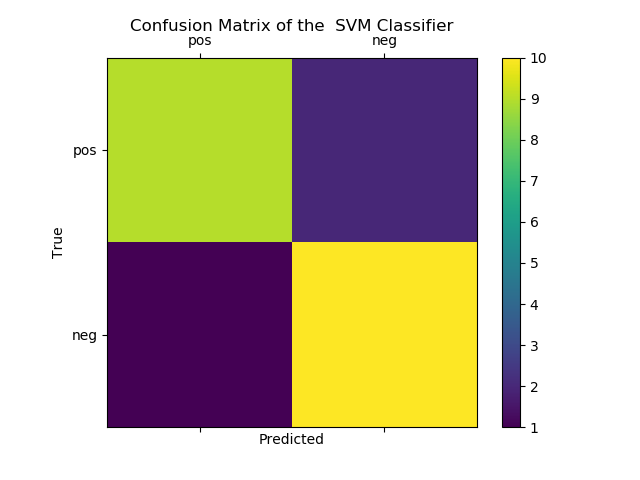 Confusion Matrix of the  SVM Classifier
pos neg
pos
neg
True
Predicted
10
9
8
7
6
5
4
3
2
1